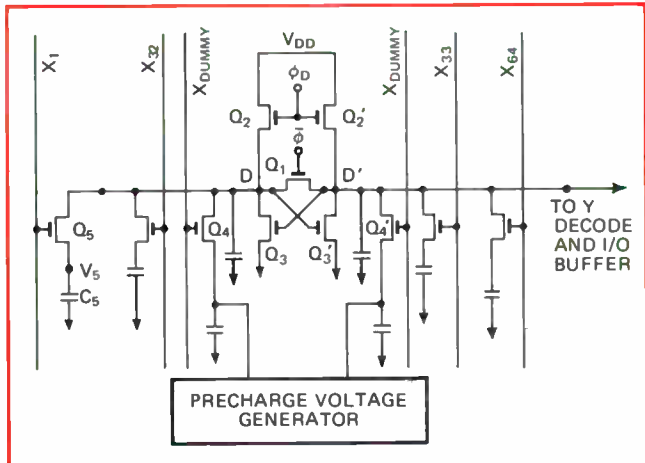 X1
X32
XDUMMY
VDD
φD
Q2
Q2'
φ̅
Q1
D
D'
XDUMMY
X33
X64
Q5
Q4
Q3
Q3'
Q4'
V5
C5
TO Y
DECODE
AND I/O
BUFFER
PRECHARGE VOLTAGE
GENERATOR